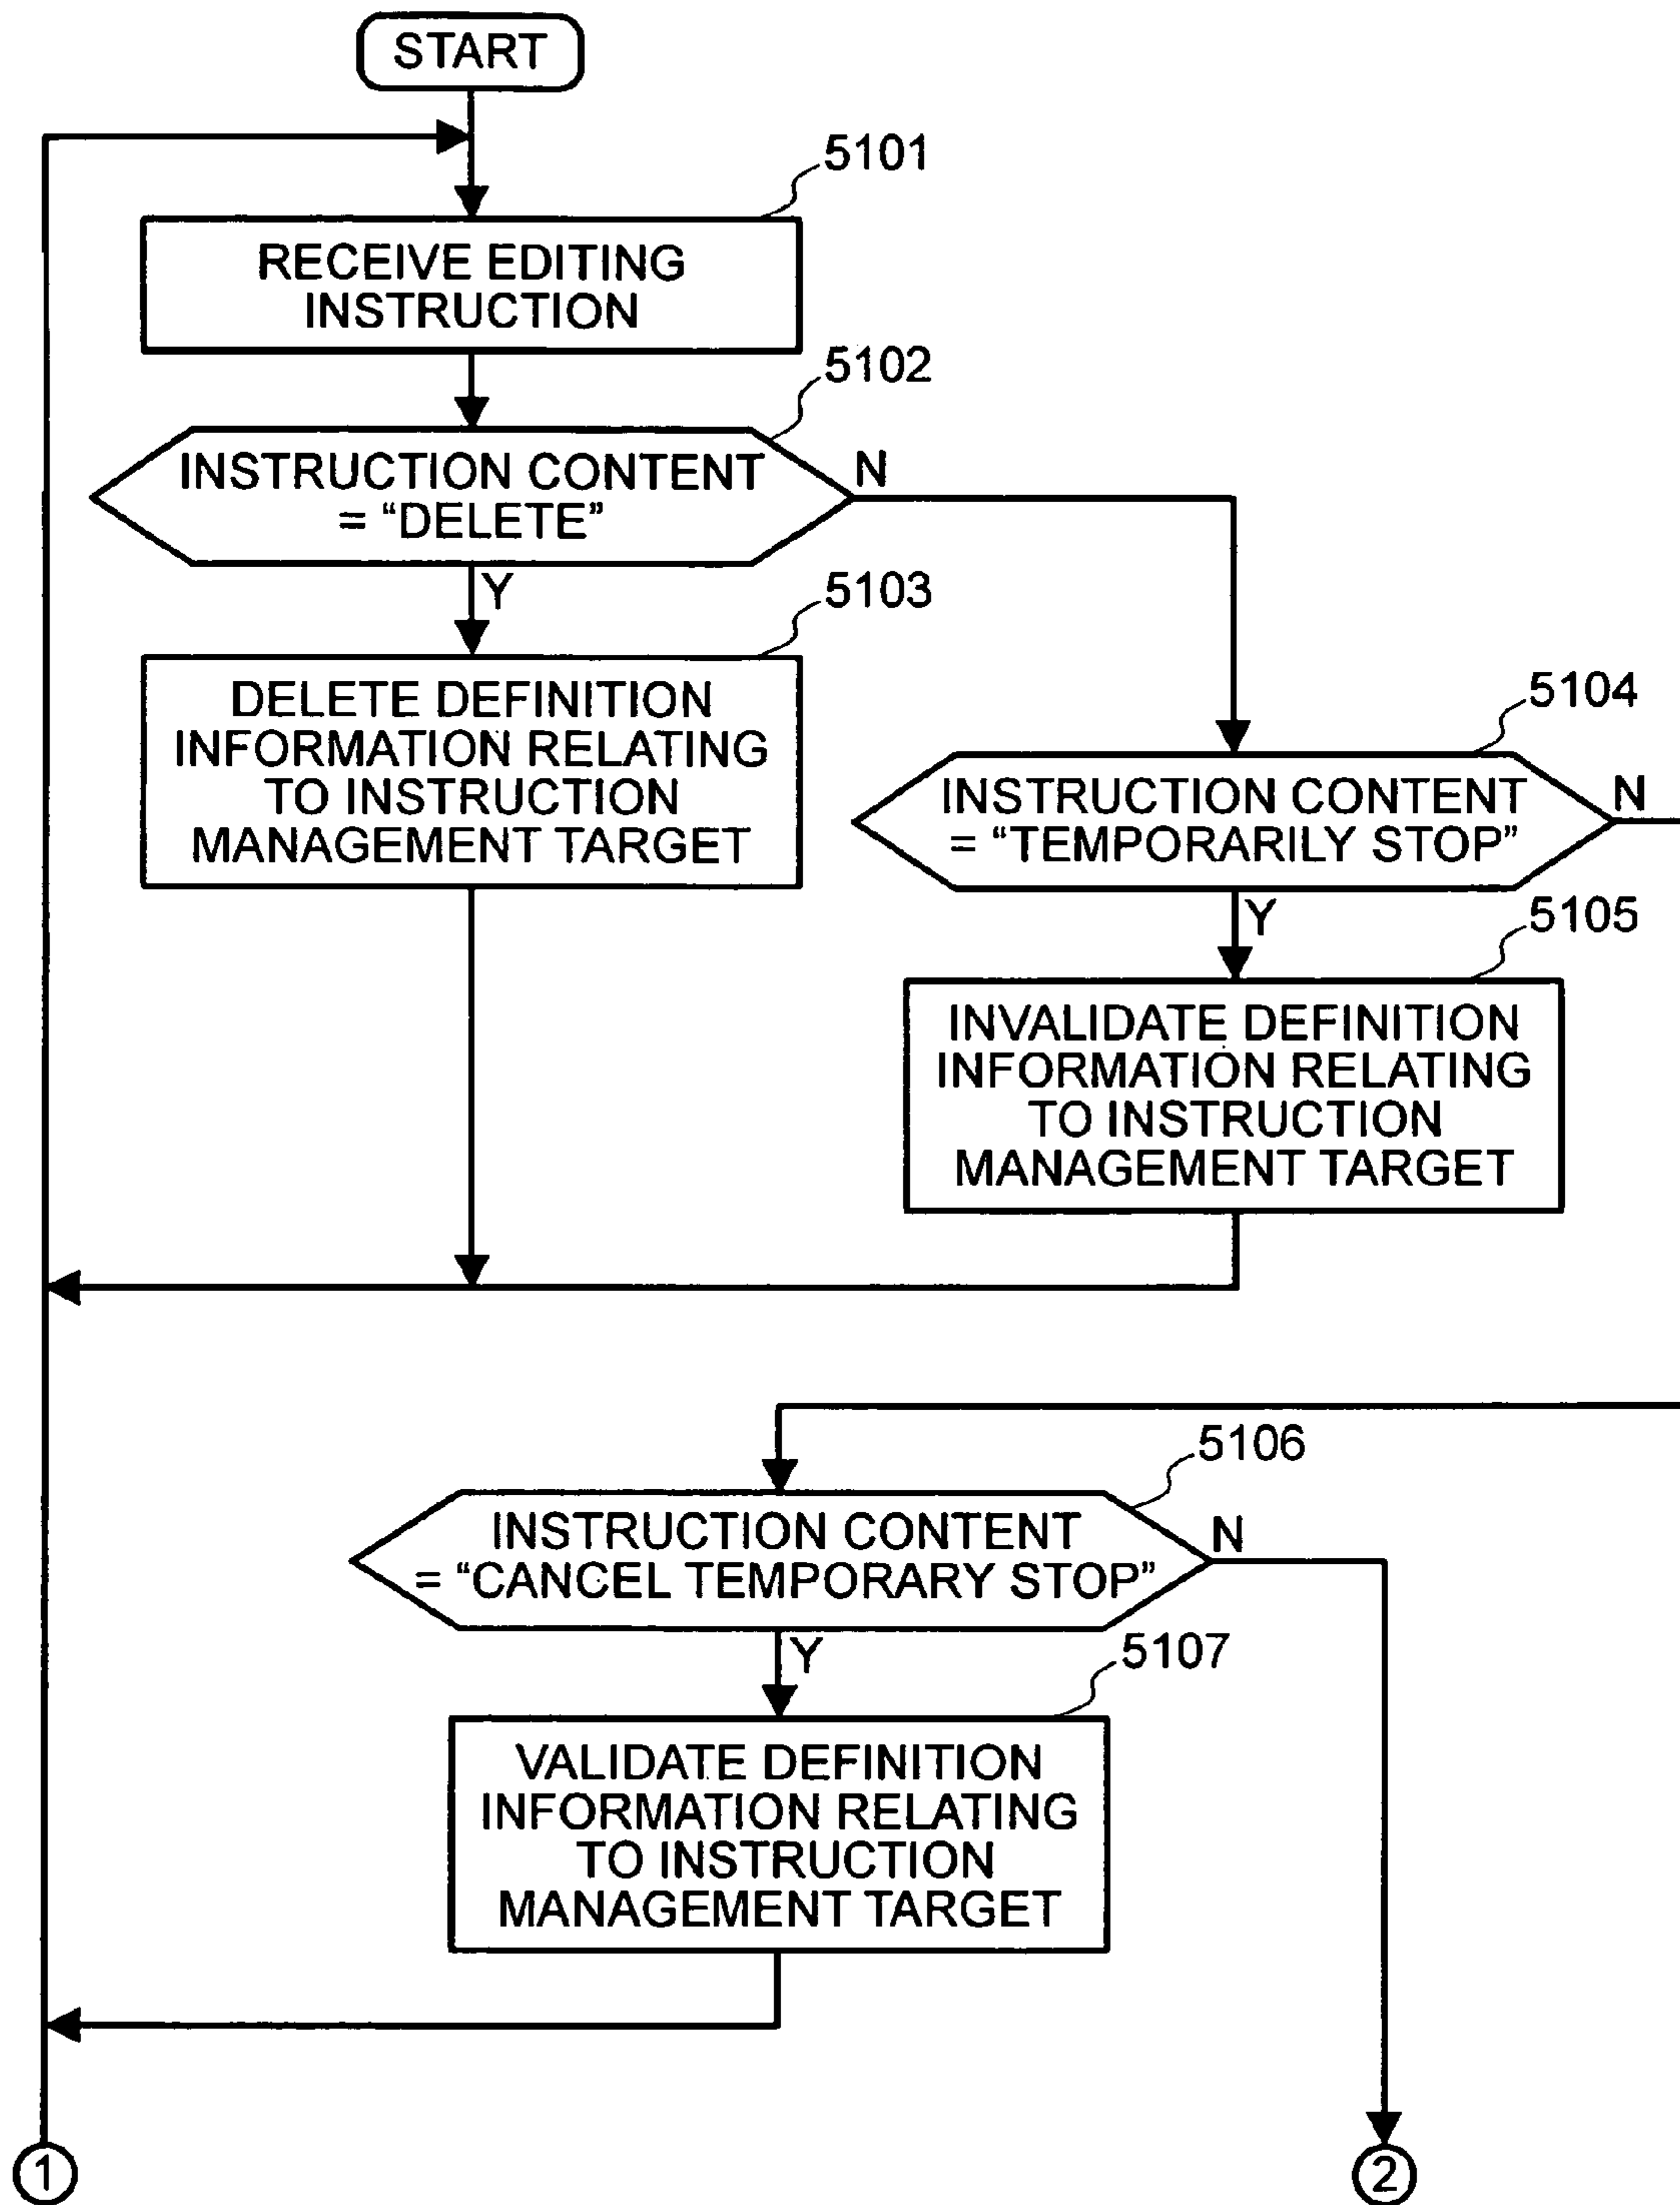 START
5101
RECEIVE EDITING
INSTRUCTION
5102
INSTRUCTION CONTENT
= “DELETE”
N
Y
5103
DELETE DEFINITION
INFORMATION RELATING
TO INSTRUCTION
MANAGEMENT TARGET
5104
INSTRUCTION CONTENT
= “TEMPORARILY STOP”
N
Y
5105
INVALIDATE DEFINITION
INFORMATION RELATING
TO INSTRUCTION
MANAGEMENT TARGET
5106
INSTRUCTION CONTENT
= “CANCEL TEMPORARY STOP”
N
Y
5107
VALIDATE DEFINITION
INFORMATION RELATING
TO INSTRUCTION
MANAGEMENT TARGET
1
2